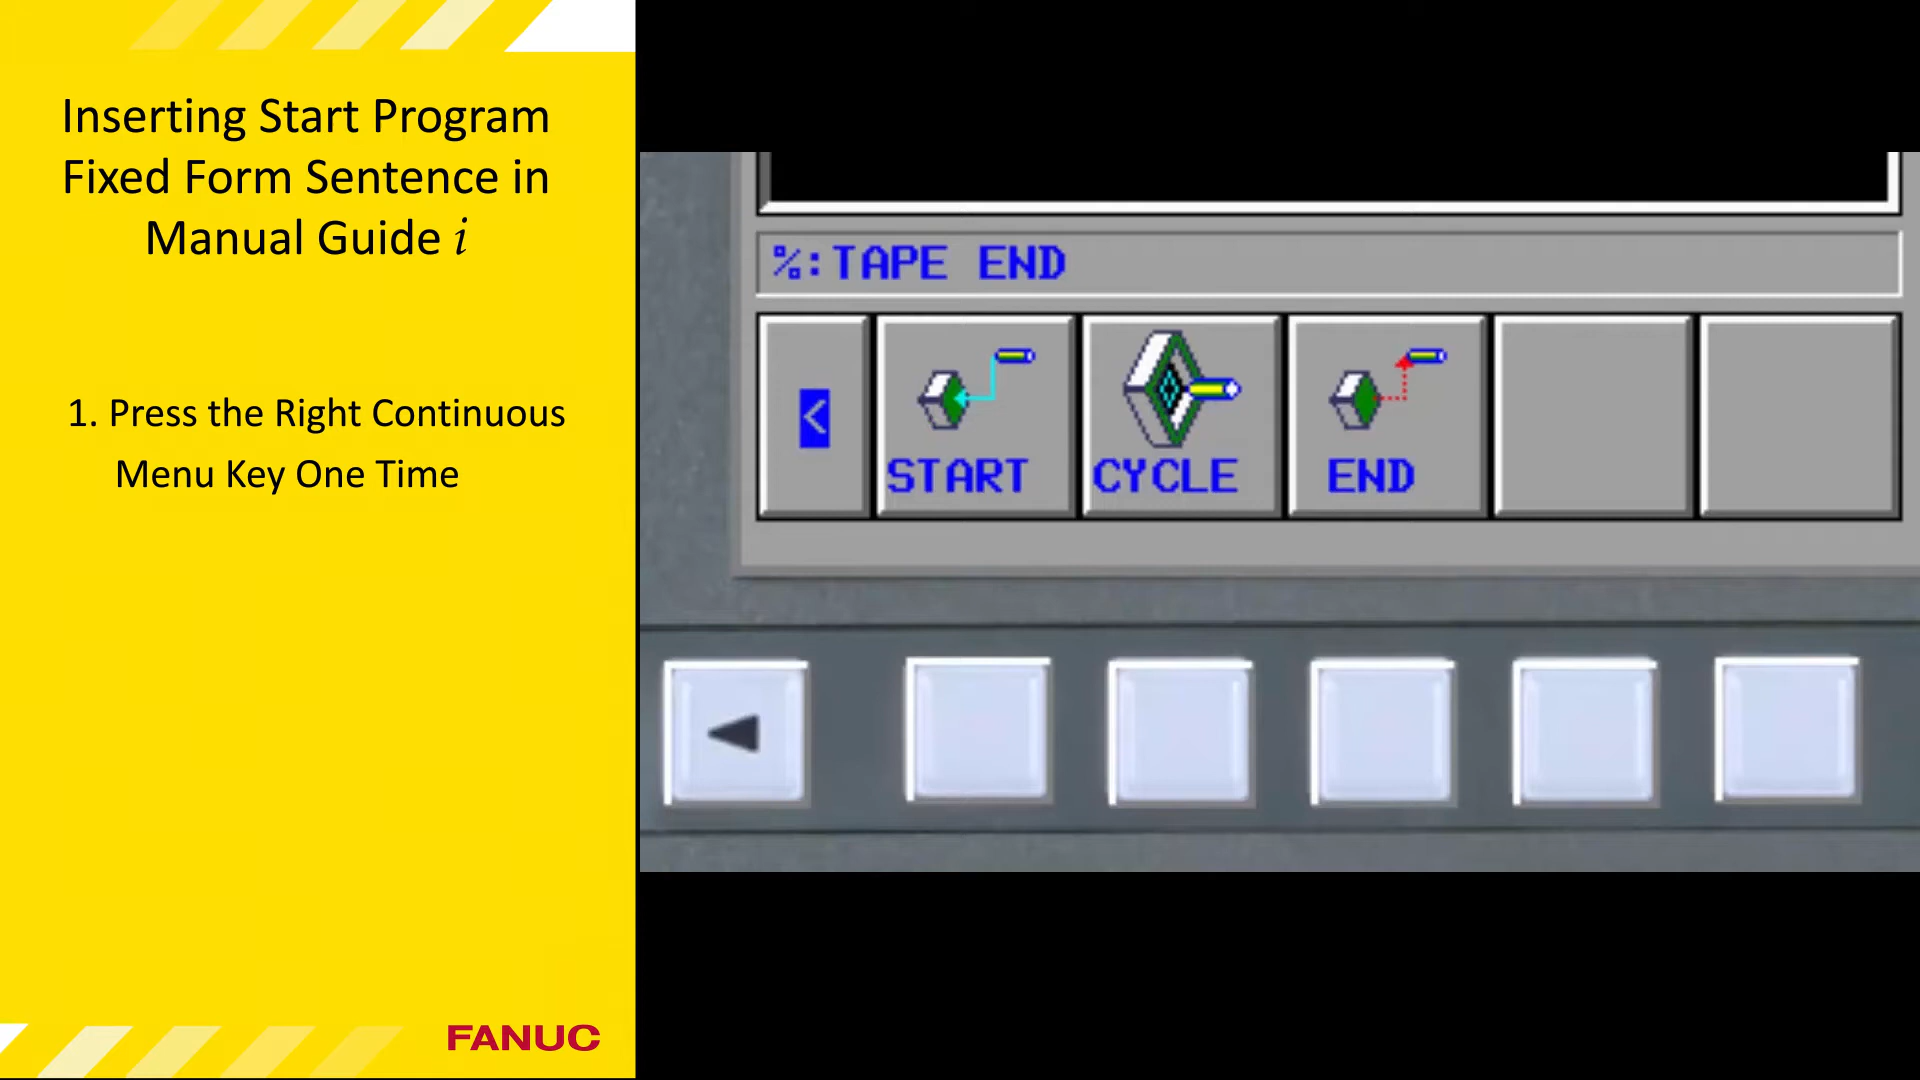 Inserting Start Program
Fixed Form Sentence in
Manual Guide i
1. Press the Right Continuous
Menu Key One Time
FANUC
%:TAPE END
<
START
CYCLE
END